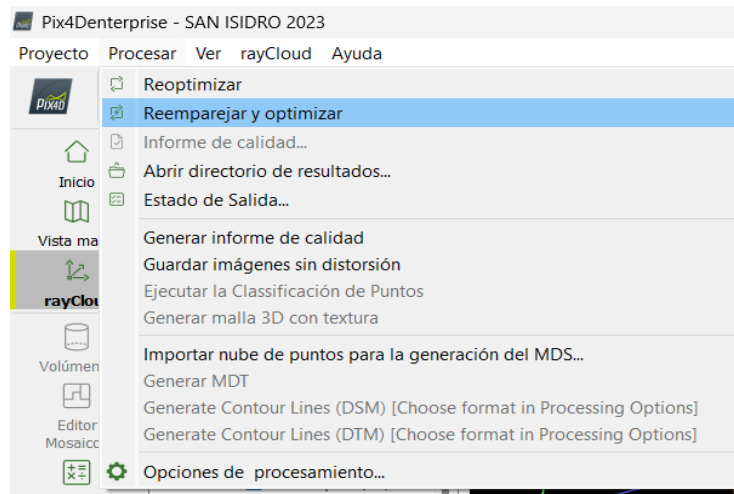 Pix4Denterprise - SAN ISIDRO 2023
Proyecto Procesar Ver rayCloud Ayuda
PIX4D
Inicio
Vista ma
rayClou
Volúmen
Editor
Mosaico
Reoptimizar
Reemparejar y optimizar
Informe de calidad...
Abrir directorio de resultados...
Estado de Salida...
Generar informe de calidad
Guardar imágenes sin distorsión
Ejecutar la Classificación de Puntos
Generar malla 3D con textura
Importar nube de puntos para la generación del MDS...
Generar MDT
Generate Contour Lines (DSM) [Choose format in Processing Options]
Generate Contour Lines (DTM) [Choose format in Processing Options]
Opciones de procesamiento...